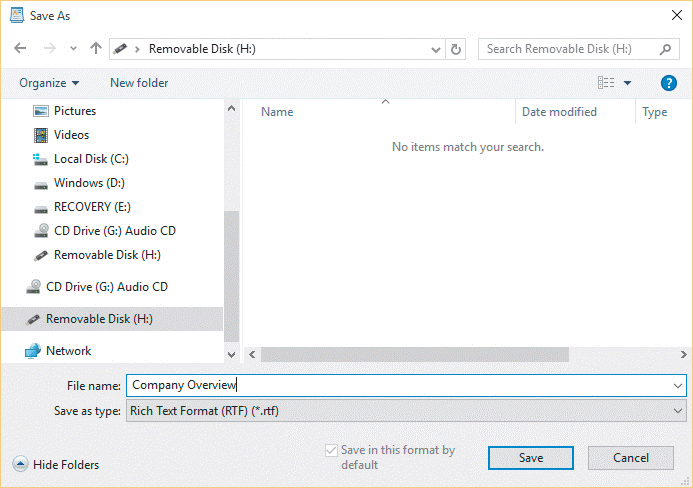 Save As
Removable Disk (H:)
Search Removable Disk (H:)
Organize
New folder
?
Pictures
Videos
Local Disk (C:)
Windows (D:)
RECOVERY (E:)
CD Drive (G:) Audio CD
Removable Disk (H:)
CD Drive (G:) Audio CD
Removable Disk (H:)
Network
Name
Date modified
Type
No items match your search.
File name:
Company Overview
Save as type:
Rich Text Format (RTF) (*.rtf)
Hide Folders
Save in this format by
default
Save
Cancel